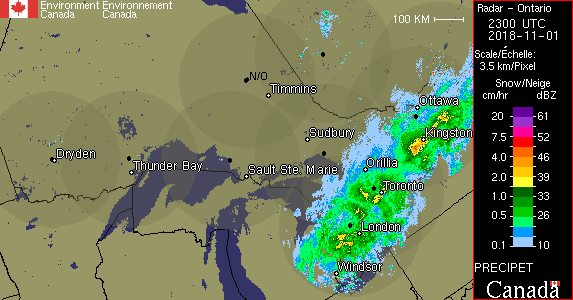 Environment Environnement
Canada Canada
100 KM
N/O
Timmins
Ottawa
Sudbury
Kingston
Dryden
Thunder Bay
Sault Ste. Marie
Orillia
Toronto
London
Windsor
Radar - Ontario
2300 UTC
2018-11-01
Scale/Échelle:
3.5 km/Pixel
Snow/Neige
cm/hr dBZ
20 61
7.5 52
4.0 46
2.0 39
1.0 33
0.5 26
0.1 10
PRECIPET
Canada